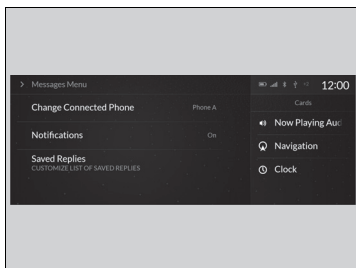 Messages Menu
12:00
Change Connected Phone
Phone A
Cards
Now Playing Aud
Notifications
On
Navigation
Saved Replies
CUSTOMIZE LIST OF SAVED REPLIES
Clock